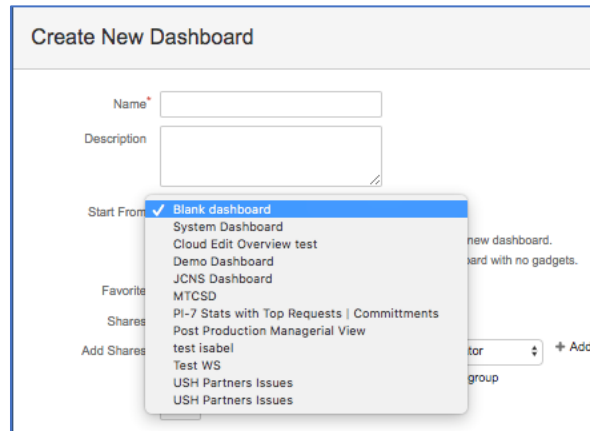 Create New Dashboard
Name*
Description
Start From ✓ Blank dashboard
System Dashboard
Cloud Edit Overview test
new dashboard.
Demo Dashboard
board with no gadgets.
JCNS Dashboard
Favorite
MTCSD
PI-7 Stats with Top Requests | Committments
Shares
Post Production Managerial View
Add Shares
test isabel
tor
+ Add
Test WS
group
USH Partners Issues
USH Partners Issues